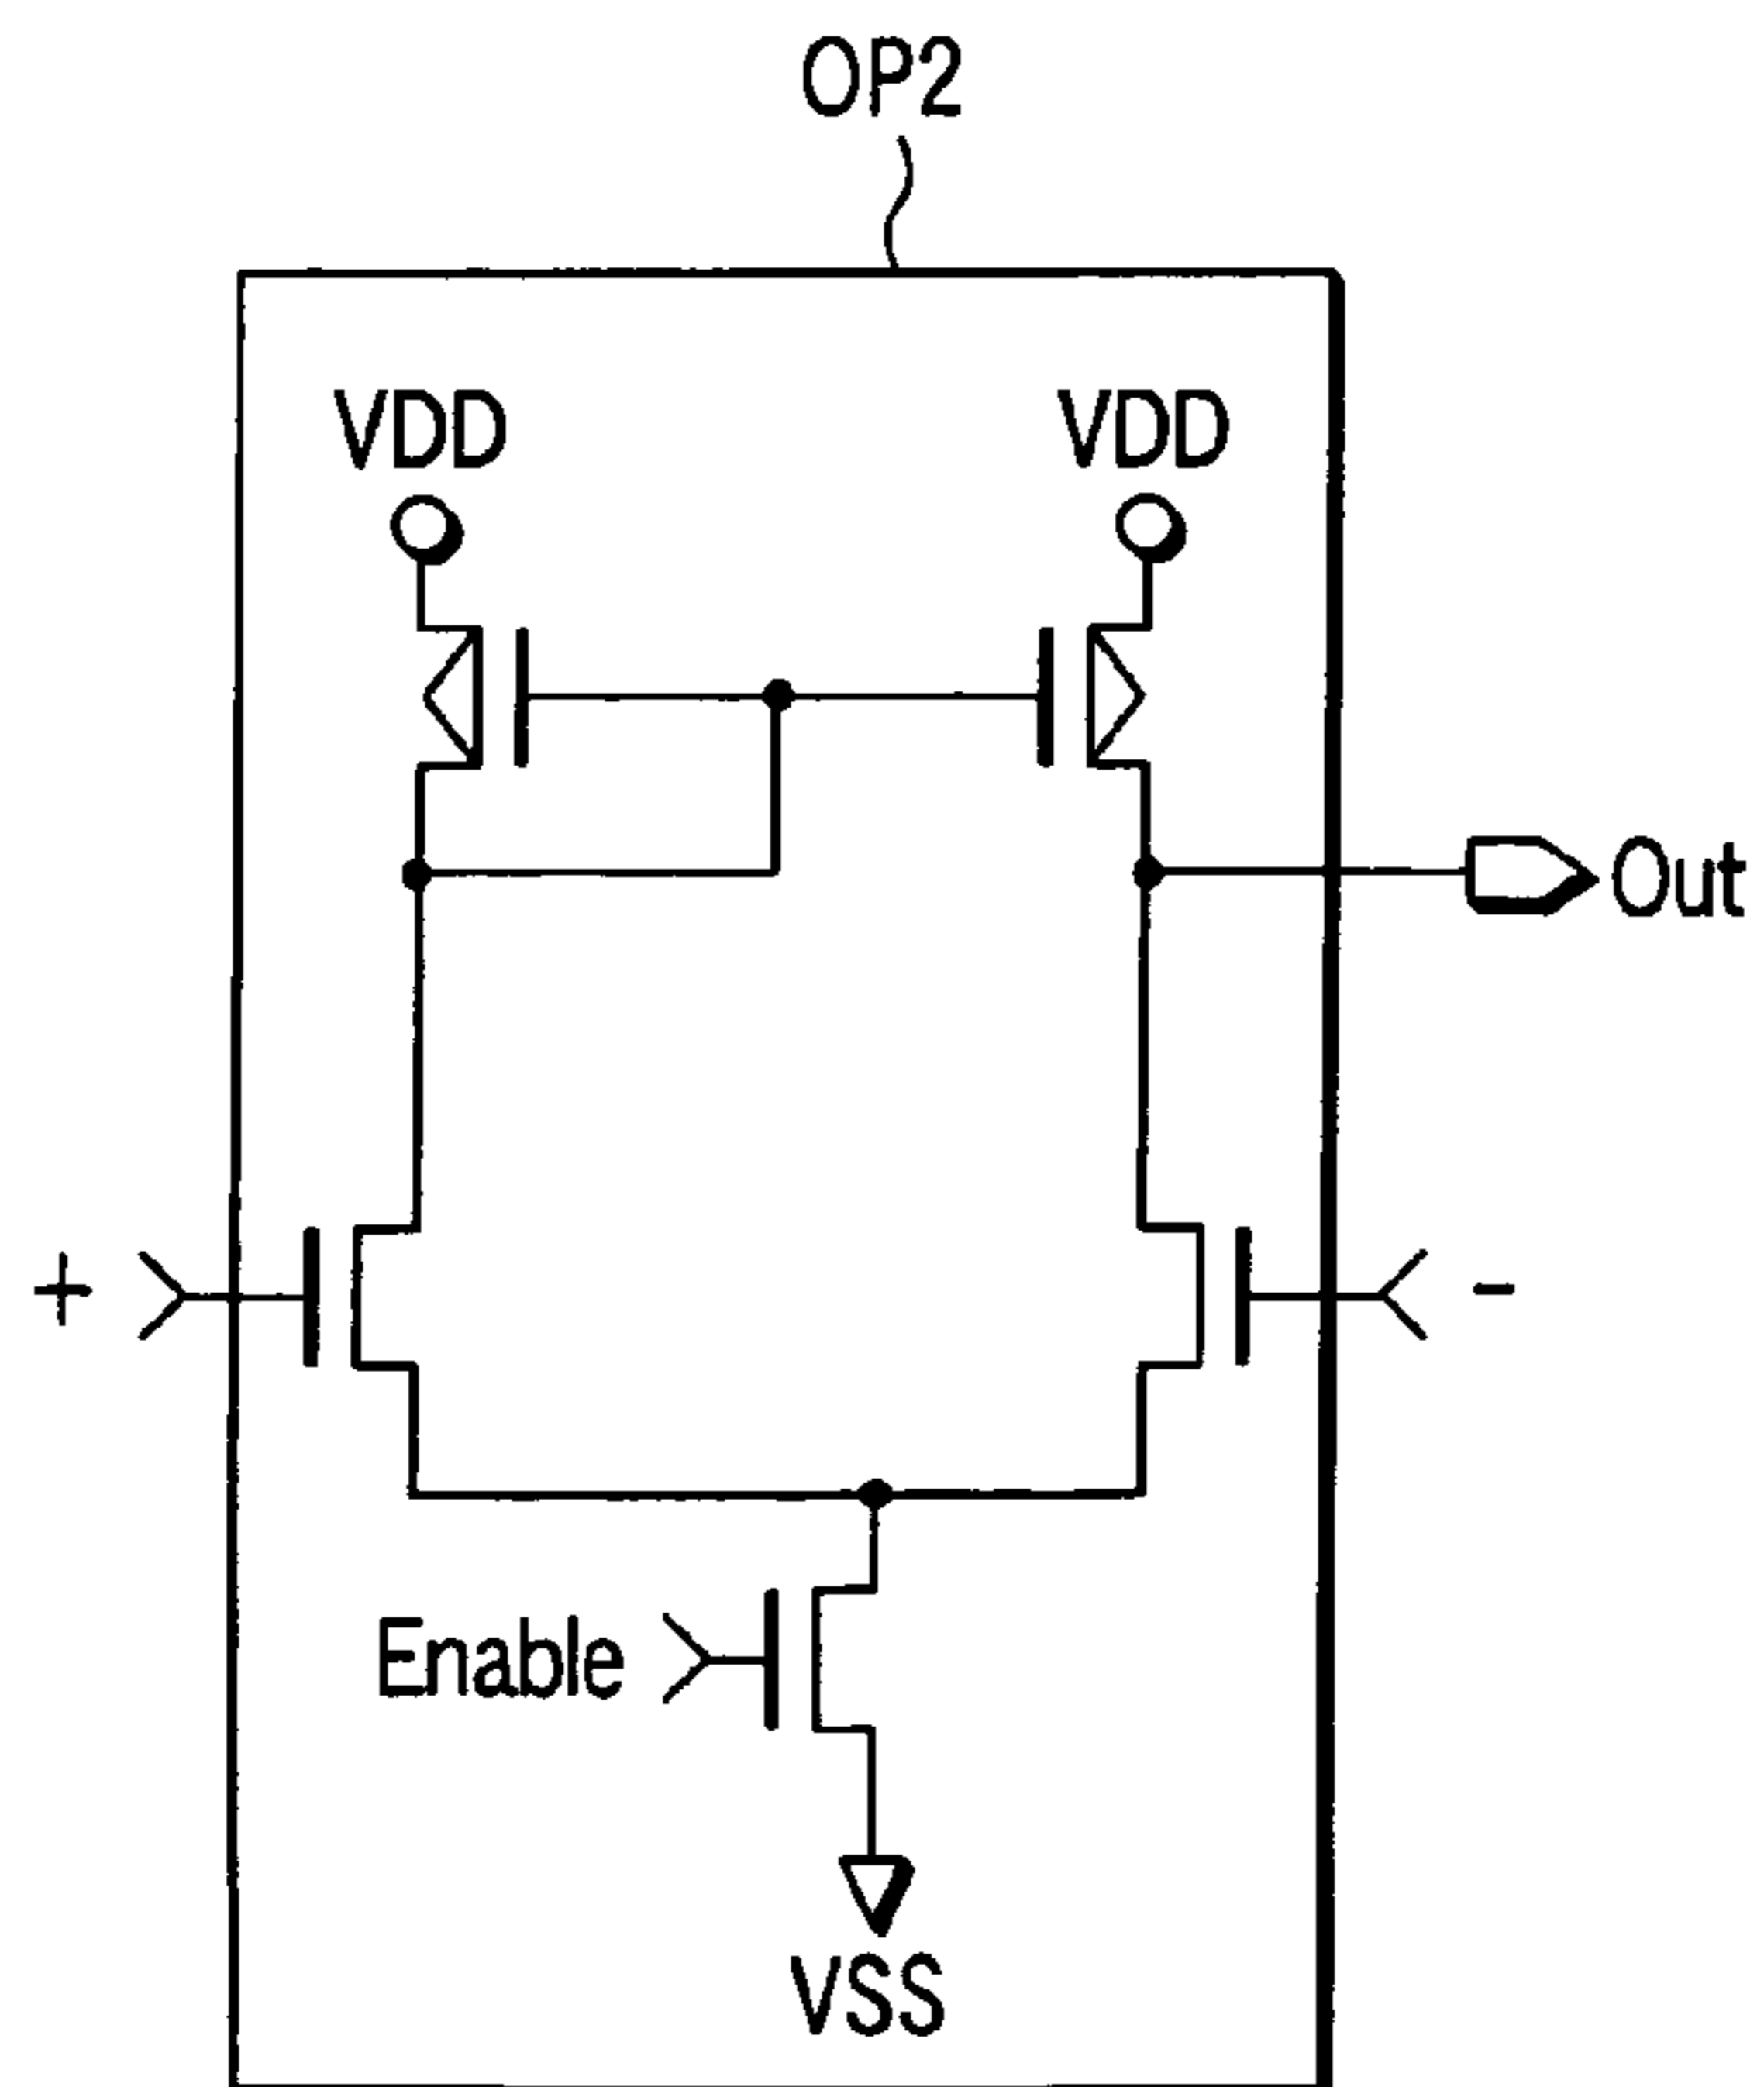 OP2
VDD VDD
Out
+ -
Enable
VSS